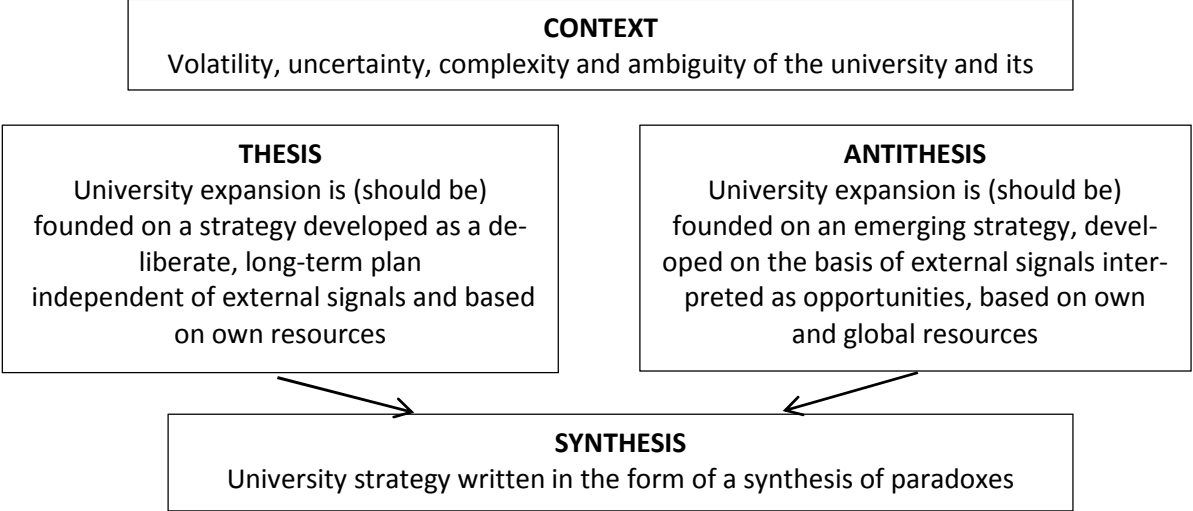 CONTEXT
Volatility, uncertainty, complexity and ambiguity of the university and its
THESIS
University expansion is (should be)
founded on a strategy developed as a de-
liberate, long-term plan
independent of external signals and based
on own resources
ANTITHESIS
University expansion is (should be)
founded on an emerging strategy, devel-
oped on the basis of external signals inter-
preted as opportunities, based on own
and global resources
SYNTHESIS
University strategy written in the form of a synthesis of paradoxes